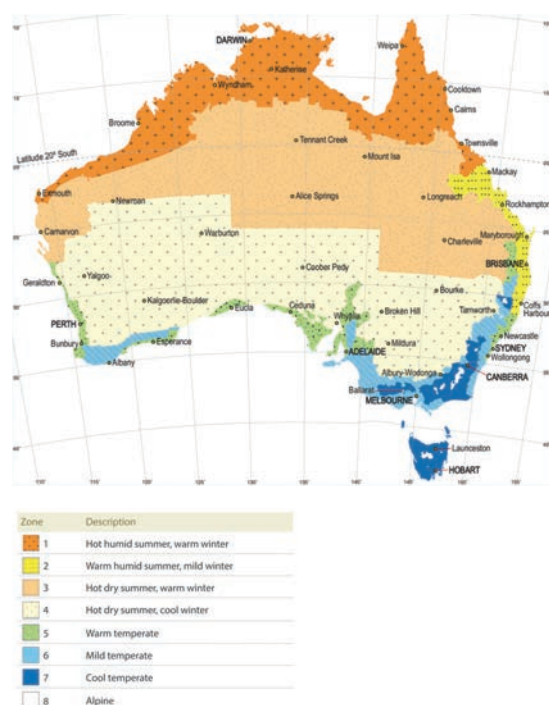 DARWIN
Weipa
Katherine
Wyndham
Cooktown
Cairns
Broome
Townsville
Latitude 20° South
Tennant Creek
Mount Isa
Mackay
Exmouth
Newman
Alice Springs
Longreach
Rockhampton
Carnarvon
Warburton
Charleville
Maryborough
BRISBANE
Yalgoo
Coober Pedy
Geraldton
Bourke
Kalgoorlie-Boulder
Eucla
Ceduna
Broken Hill
Tamworth
Coffs
Harbour
Whyalla
PERTH
Newcastle
Bunbury
Esperance
Mildura
SYDNEY
ADELAIDE
Wollongong
Albany
Albury-Wodonga
CANBERRA
Ballarat
MELBOURNE
Launceston
HOBART
Zone Description
1 Hot humid summer, warm winter
2 Warm humid summer, mild winter
3 Hot dry summer, warm winter
4 Hot dry summer, cool winter
5 Warm temperate
6 Mild temperate
7 Cool temperate
8 Alpine